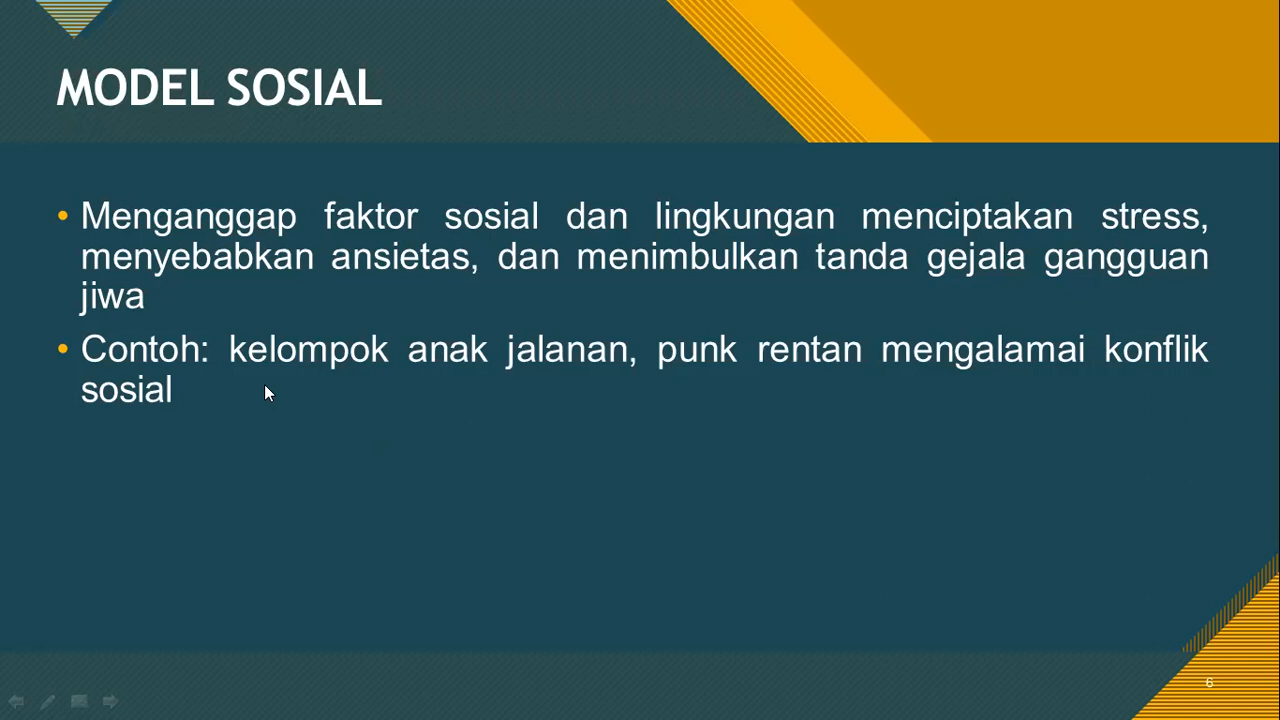 MODEL SOSIAL
• Menganggap faktor sosial dan lingkungan menciptakan stress,
menyebabkan ansietas, dan menimbulkan tanda gejala gangguan
jiwa
• Contoh: kelompok anak jalanan, punk rentan mengalamai konflik
sosial
6